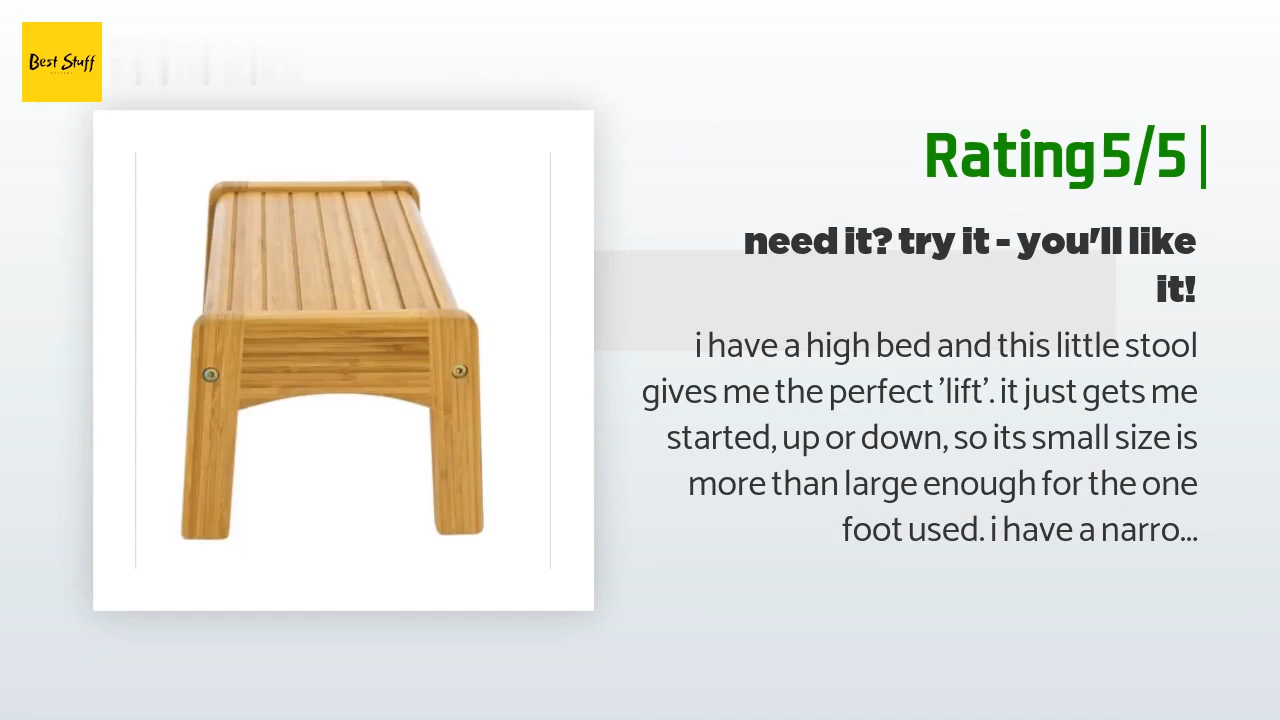 Best Stuff
Rating 5/5
need it? try it - you'll like
it!
i have a high bed and this little stool
gives me the perfect 'lift'. it just gets me
started, up or down, so its small size is
more than large enough for the one
foot used. i have a narro...